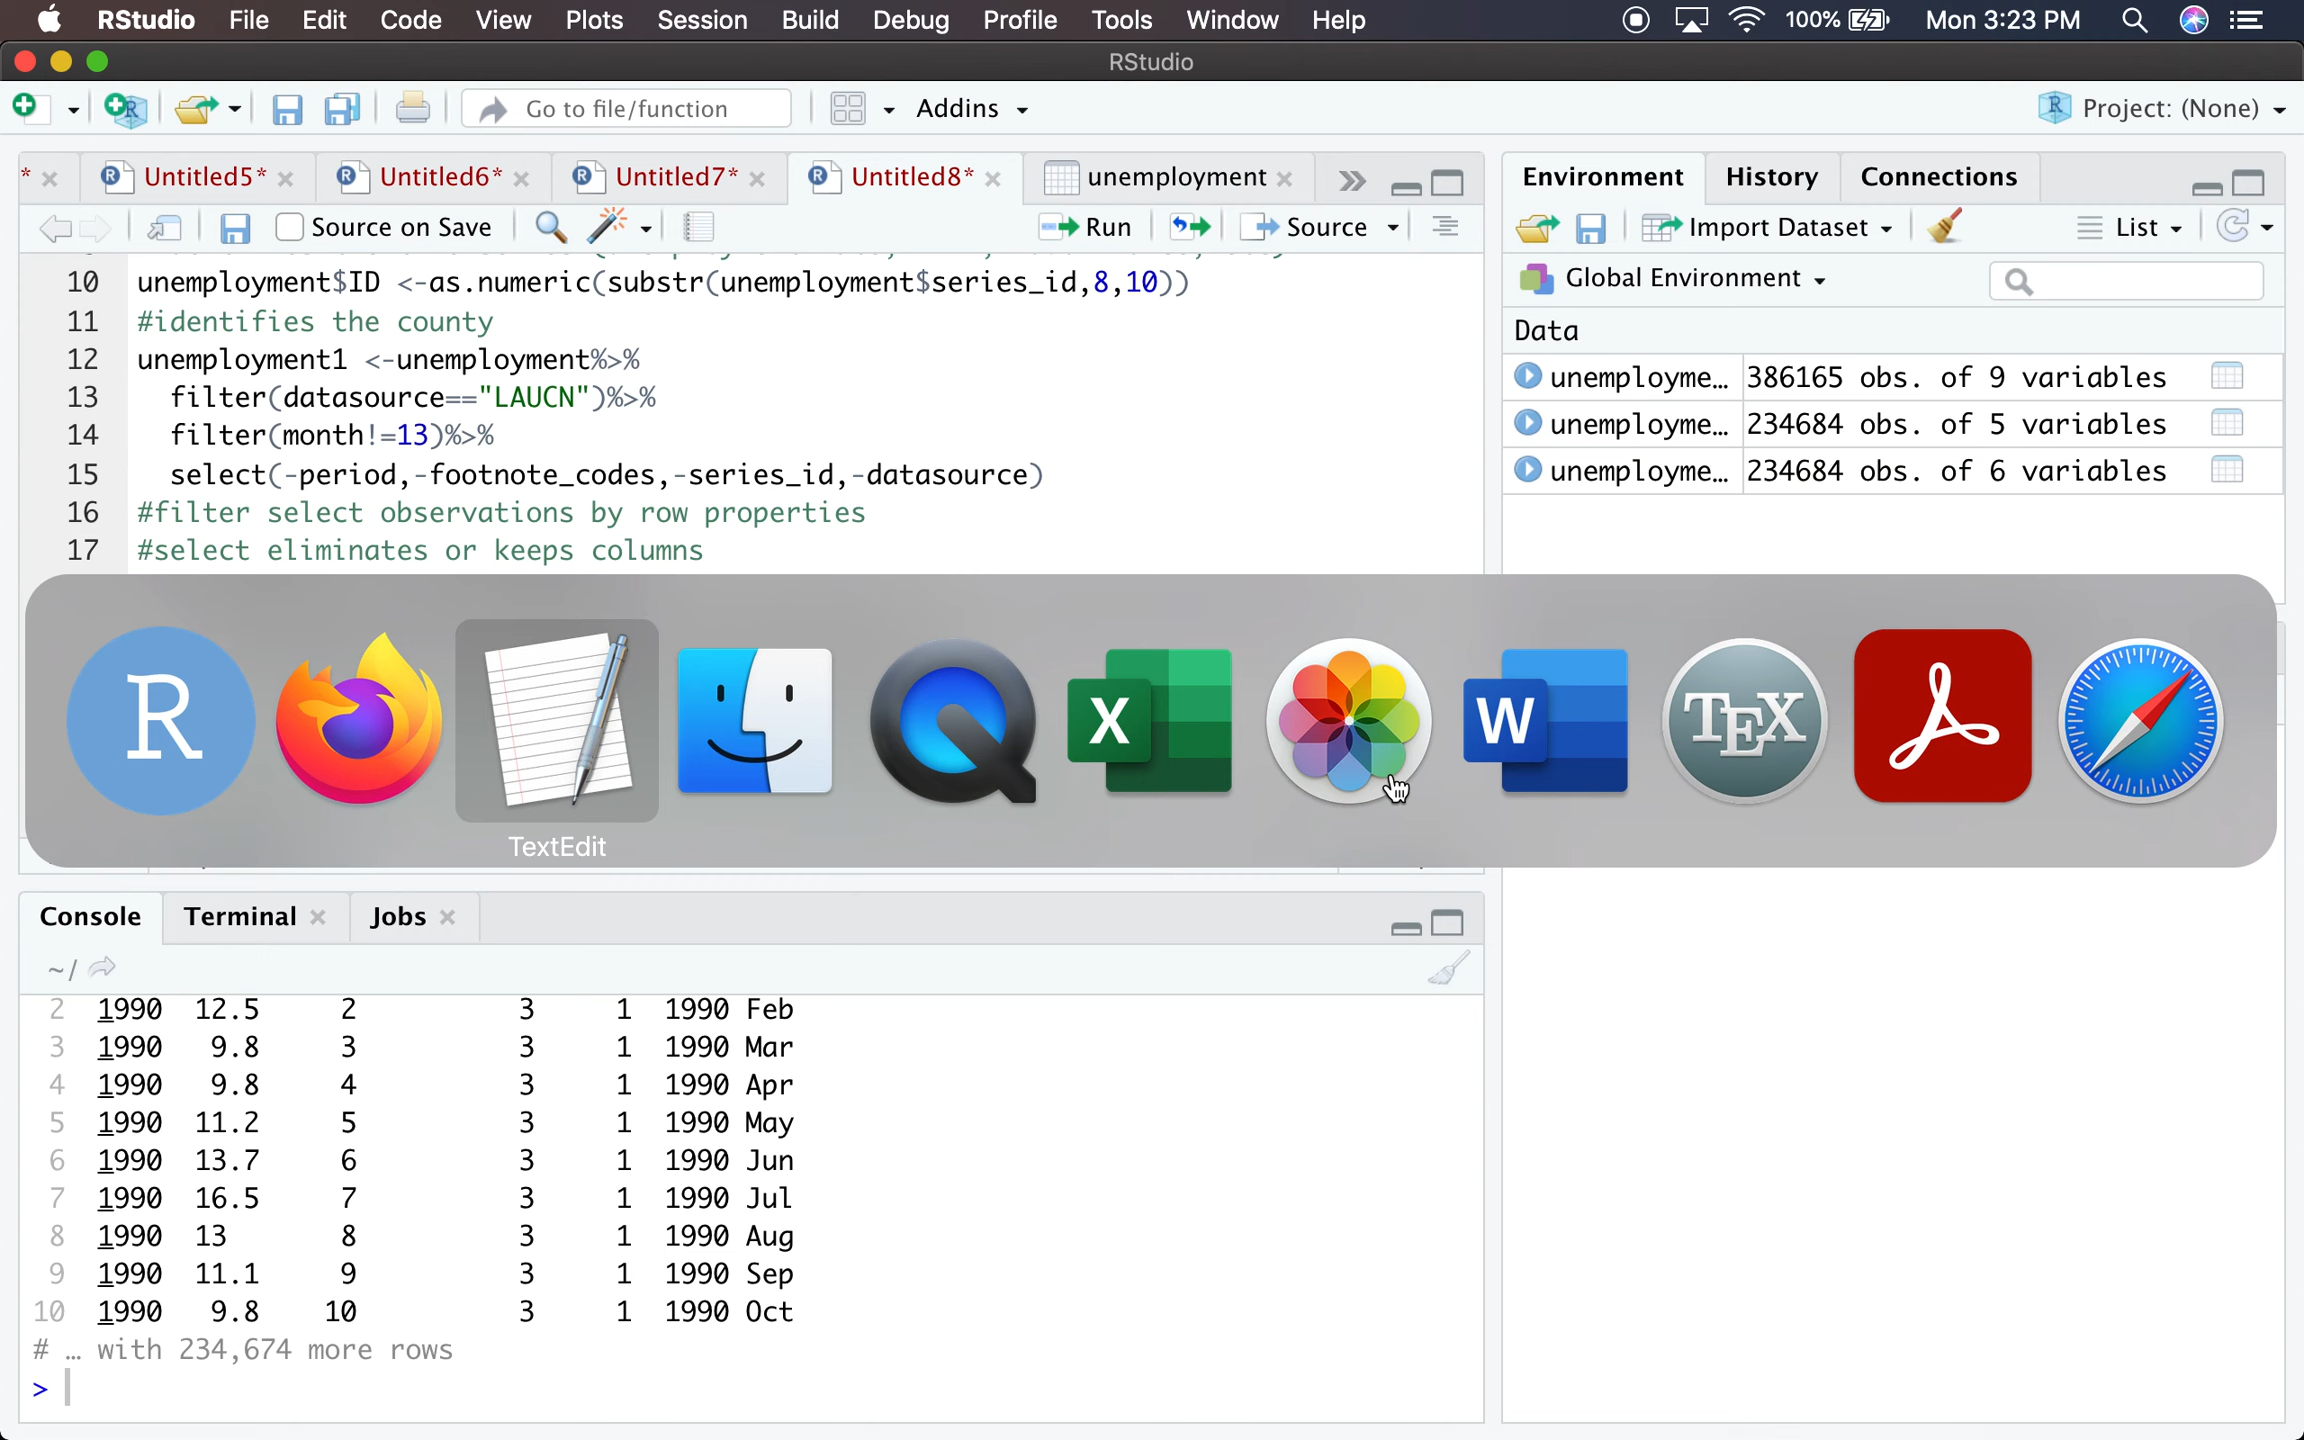 RStudio File Edit Code View Plots Session Build Debug Profile Tools Window Help 100% Mon 3:23 PM
RStudio
Go to file/function Addins Project: (None)
* Untitled5* Untitled6* Untitled7* Untitled8* unemployment
Source on Save Run Source
10 unemployment$ID <-as.numeric(substr(unemployment$series_id,8,10))
11 #identifies the county
12 unemployment1 <-unemployment%>%
13 filter(datasource=="LAUCN")%>%
14 filter(month!=13)%>%
15 select(-period,-footnote_codes,-series_id,-datasource)
16 #filter select observations by row properties
17 #select eliminates or keeps columns
Environment History Connections
Import Dataset List
Global Environment
Data
unemployme... 386165 obs. of 9 variables
unemployme... 234684 obs. of 5 variables
unemployme... 234684 obs. of 6 variables
R X W TEX
TextEdit
Console Terminal Jobs
~/
2 1990 12.5 2 3 1 1990 Feb
3 1990 9.8 3 3 1 1990 Mar
4 1990 9.8 4 3 1 1990 Apr
5 1990 11.2 5 3 1 1990 May
6 1990 13.7 6 3 1 1990 Jun
7 1990 16.5 7 3 1 1990 Jul
8 1990 13 8 3 1 1990 Aug
9 1990 11.1 9 3 1 1990 Sep
10 1990 9.8 10 3 1 1990 Oct
# … with 234,674 more rows
>